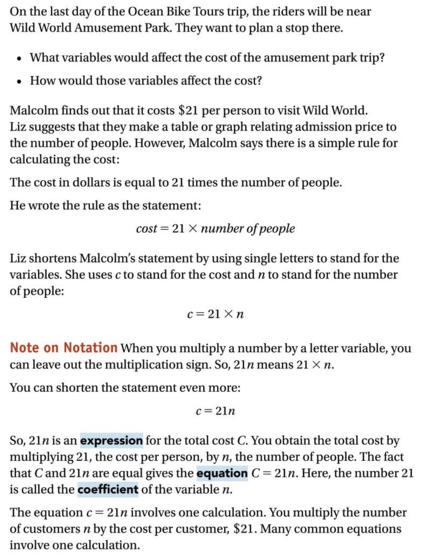 On the last day of the Ocean Bike Tours trip, the riders will be near
Wild World Amusement Park. They want to plan a stop there.
• What variables would affect the cost of the amusement park trip?
• How would those variables affect the cost?
Malcolm finds out that it costs $21 per person to visit Wild World.
Liz suggests that they make a table or graph relating admission price to
the number of people. However, Malcolm says there is a simple rule for
calculating the cost:
The cost in dollars is equal to 21 times the number of people.
He wrote the rule as the statement:
cost = 21 × number of people
Liz shortens Malcolm's statement by using single letters to stand for the
variables. She uses c to stand for the cost and n to stand for the number
of people:
c = 21 × n
Note on Notation When you multiply a number by a letter variable, you
can leave out the multiplication sign. So, 21n means 21 × n.
You can shorten the statement even more:
c = 21n
So, 21n is an expression for the total cost C. You obtain the total cost by
multiplying 21, the cost per person, by n, the number of people. The fact
that C and 21n are equal gives the equation C = 21n. Here, the number 21
is called the coefficient of the variable n.
The equation c = 21n involves one calculation. You multiply the number
of customers n by the cost per customer, $21. Many common equations
involve one calculation.